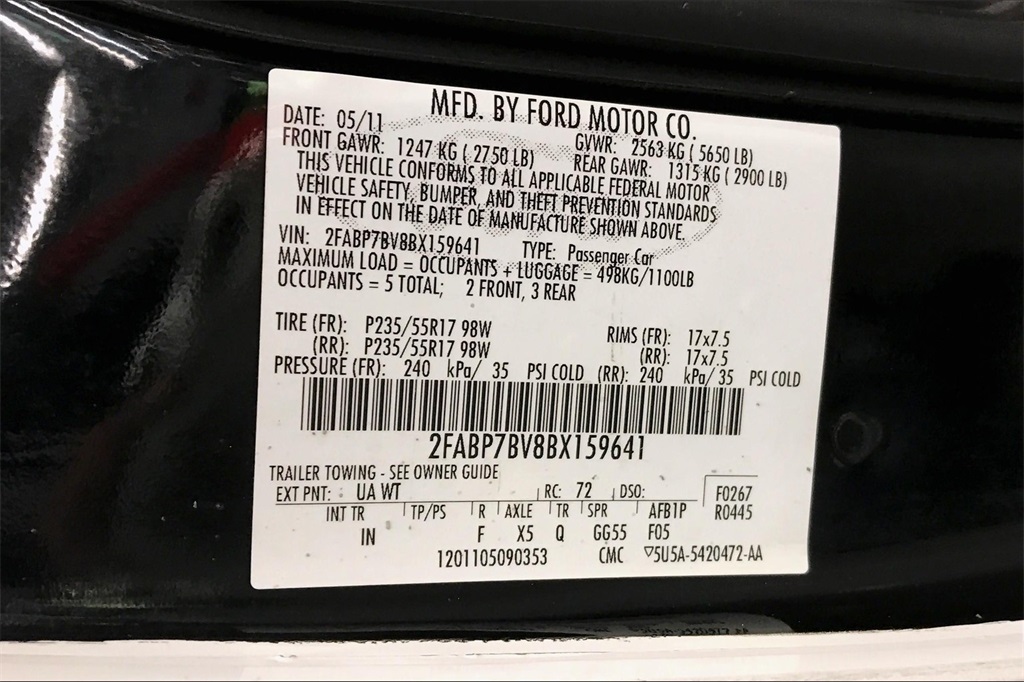 MFD. BY FORD MOTOR CO.
DATE: 05/11 GVWR: 2563 KG ( 5650 LB)
FRONT GAWR: 1247 KG ( 2750 LB) REAR GAWR: 1315 KG ( 2900 LB)
THIS VEHICLE CONFORMS TO ALL APPLICABLE FEDERAL MOTOR
VEHICLE SAFETY, BUMPER, AND THEFT PREVENTION STANDARDS
IN EFFECT ON THE DATE OF MANUFACTURE SHOWN ABOVE.
VIN: 2FABP7BV8BX159641 TYPE: Passenger Car
MAXIMUM LOAD = OCCUPANTS + LUGGAGE = 498KG/1100LB
OCCUPANTS = 5 TOTAL; 2 FRONT, 3 REAR
TIRE (FR): P235/55R17 98W RIMS (FR): 17x7.5
(RR): P235/55R17 98W (RR): 17x7.5
PRESSURE (FR): 240 kPa/ 35 PSI COLD (RR): 240 kPa/ 35 PSI COLD
2FABP7BV8BX159641
TRAILER TOWING - SEE OWNER GUIDE
EXT PNT: UA WT RC: 72 DSO: F0267
INT TR TP/PS R AXLE TR SPR AFB1P R0445
IN F X5 Q GG55 F05
1201105090353 CMC ▽5U5A-5420472-AA